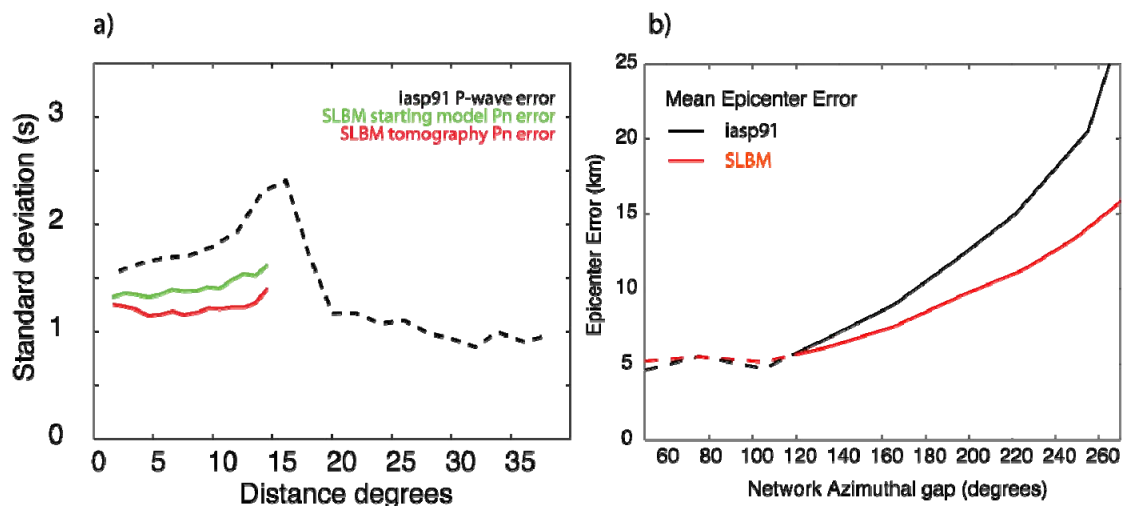 a)
3
2
1
0
Standard deviation (s)
iasp91 P-wave error
SLBM starting model Pn error
SLBM tomography Pn error
0 5 10 15 20 25 30 35
Distance degrees
b)
25
20
15
10
5
0
Epicenter Error (km)
Mean Epicenter Error
iasp91
SLBM
60 80 100 120 140 160 180 200 220 240 260
Network Azimuthal gap (degrees)